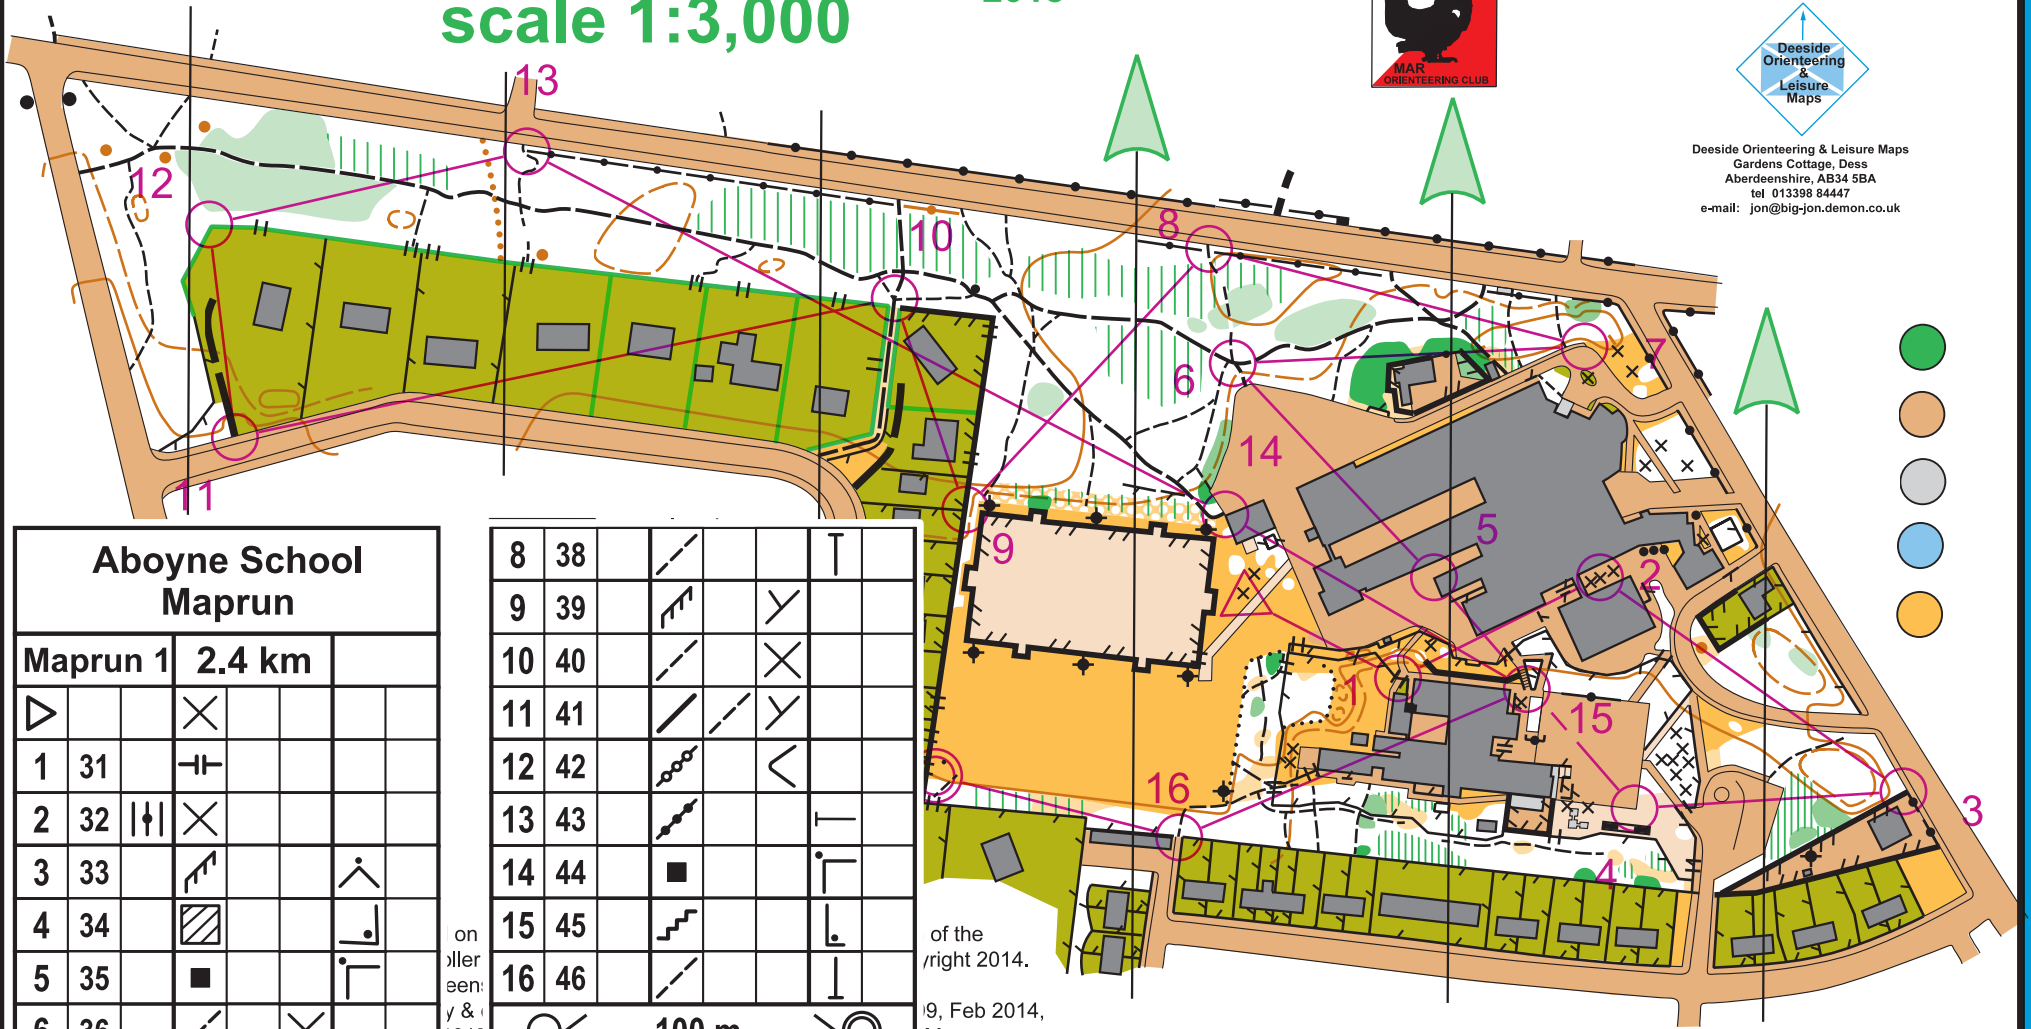 scale 1:3,000
MAR
ORIENTEERING CLUB
Deeside
Orienteering
&
Leisure
Maps
Deeside Orienteering & Leisure Maps
Gardens Cottage, Dess
Aberdeenshire, AB34 5BA
tel 013398 84447
e-mail: jon@big-jon.demon.co.uk
13
12
10
8
6
7
14
11
5
9
2
1
15
16
3
4
Aboyne School
Maprun
Maprun 1 2.4 km
1 31
2 32
3 33
4 34
5 35
6 36
8 38
9 39
10 40
11 41
12 42
13 43
14 44
15 45
16 46
100 m
on
of the
yright 2014.
y &
9, Feb 2014,